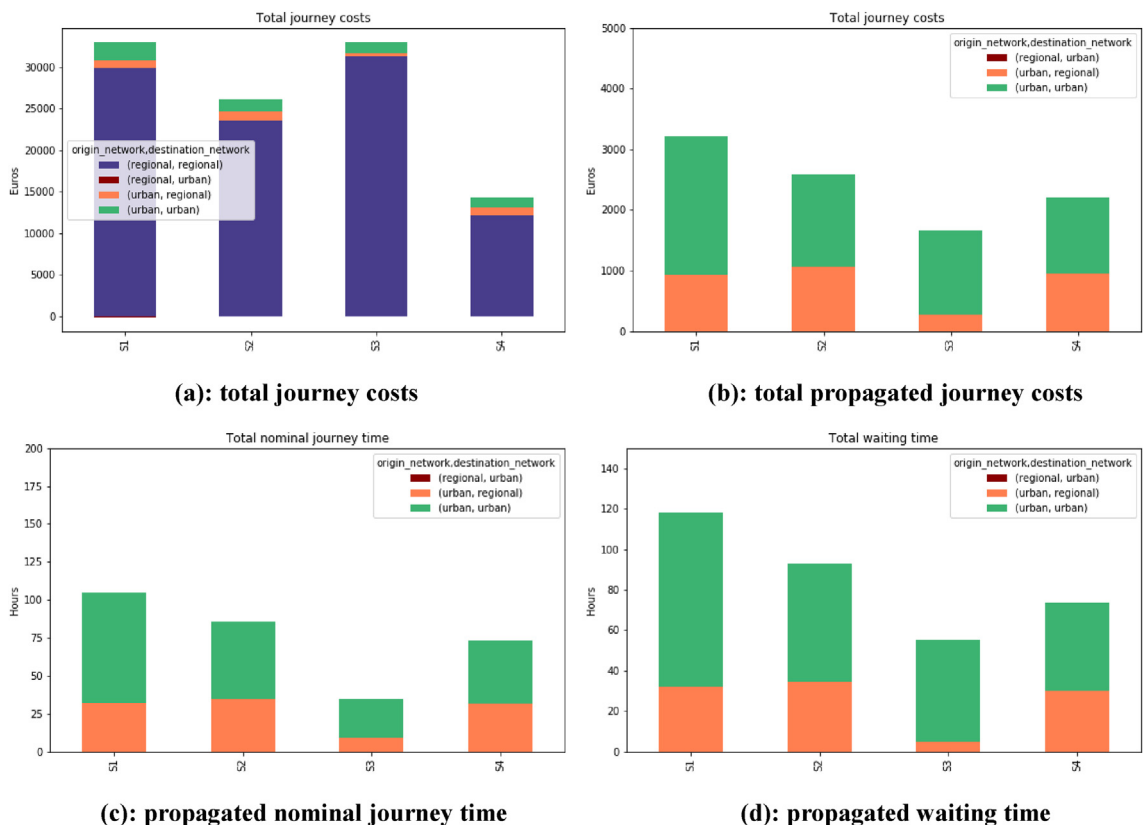 Total journey costs
30000
25000
20000
15000
10000
5000
0
Euros
origin_network,destination_network
(regional, regional)
(regional, urban)
(urban, regional)
(urban, urban)
S1
S2
S3
S4
(a): total journey costs
Total journey costs
5000
4000
3000
2000
1000
0
Euros
origin_network,destination_network
(regional, urban)
(urban, regional)
(urban, urban)
S1
S2
S3
S4
(b): total propagated journey costs
Total nominal journey time
200
175
150
125
100
75
50
25
0
Hours
origin_network,destination_network
(regional, urban)
(urban, regional)
(urban, urban)
S1
S2
S3
S4
(c): propagated nominal journey time
Total waiting time
140
120
100
80
60
40
20
0
Hours
origin_network,destination_network
(regional, urban)
(urban, regional)
(urban, urban)
S1
S2
S3
S4
(d): propagated waiting time